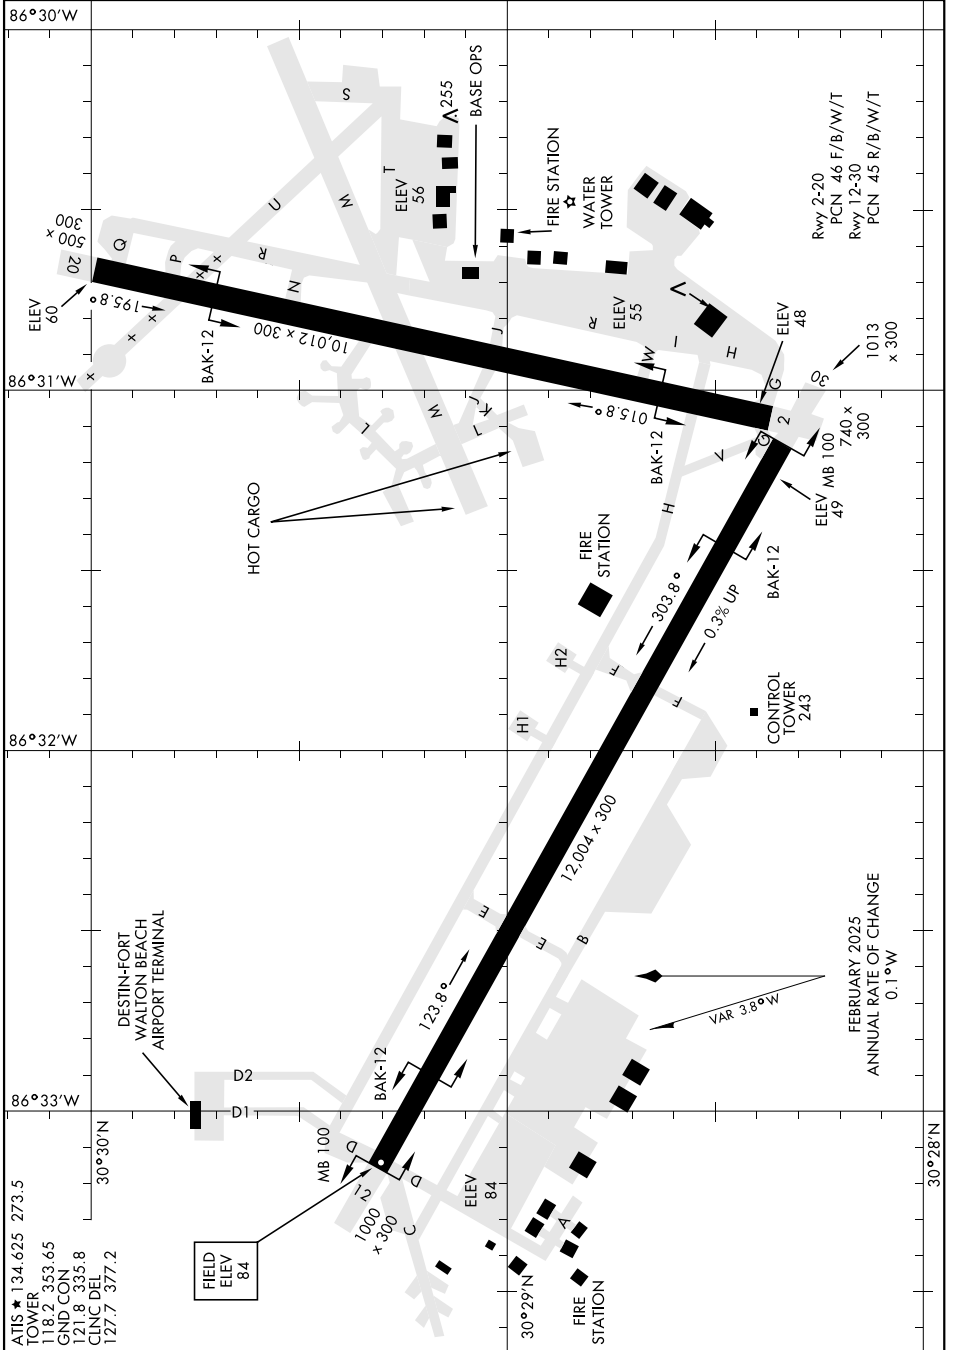 ATIS ★ 134.625 273.5
TOWER
118.2 353.65
GND CON
121.8 335.8
CLNC DEL
127.7 377.2
86°30'W
86°31'W
86°32'W
86°33'W
30°30'N
30°29'N
30°28'N
FIELD
ELEV
84
DESTIN-FORT
WALTON BEACH
AIRPORT TERMINAL
D2
D1
MB 100
D
D
12
1000
x 300
C
ELEV
84
A
FIRE
STATION
BAK-12
123.8°
E
E
B
12,004 x 300
H1
H2
F
F
FIRE
STATION
303.8°
0.3% UP
CONTROL
TOWER
243
BAK-12
ELEV
49
MB 100
740 x
300
H
V
G
2
G
30
1013
x 300
ELEV
48
H
I
W
BAK-12
015.8°
HOT CARGO
L
M
K
J
L
J
R
ELEV
55
10,012 x 300
BAK-12
195.8°
x
x
x
x
x
ELEV
60
20
500 x
300
Q
P
R
N
U
M
S
T
ELEV
56
255
BASE OPS
FIRE STATION
WATER
TOWER
Rwy 2-20
PCN 46 F/B/W/T
Rwy 12-30
PCN 45 R/B/W/T
VAR 3.8°W
FEBRUARY 2025
ANNUAL RATE OF CHANGE
0.1°W